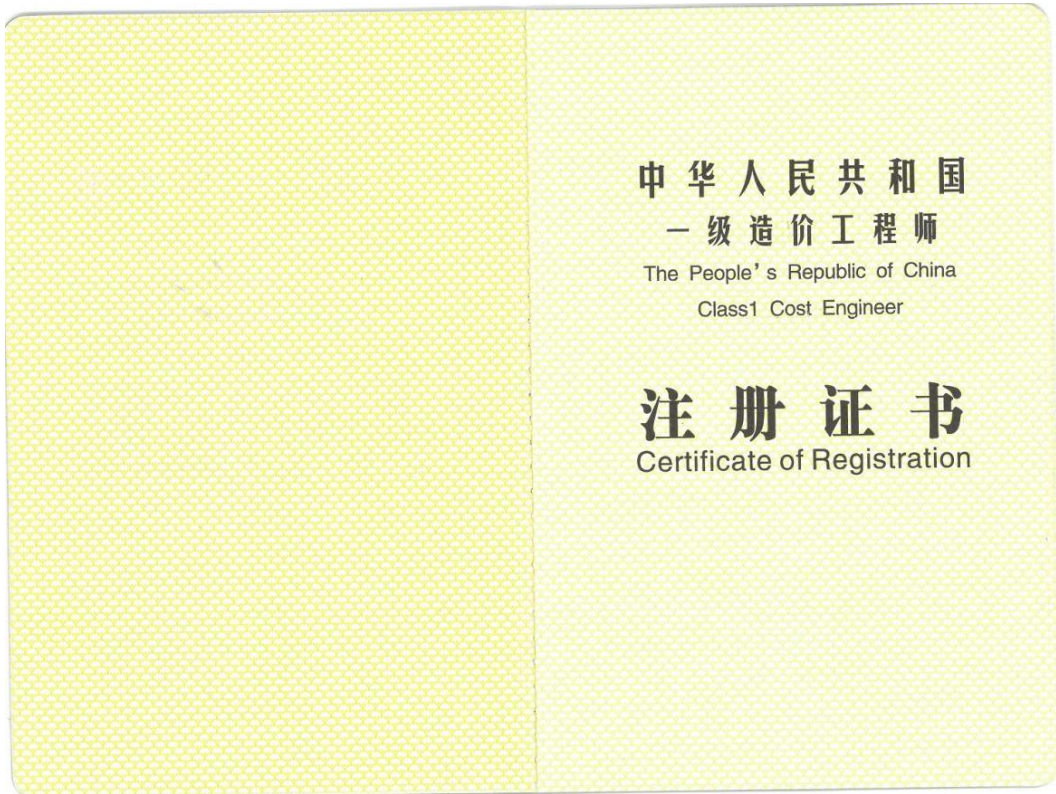 中华人民共和国
一级造价工程师
The People's Republic of China
Class1 Cost Engineer
注册证书
Certificate of Registration